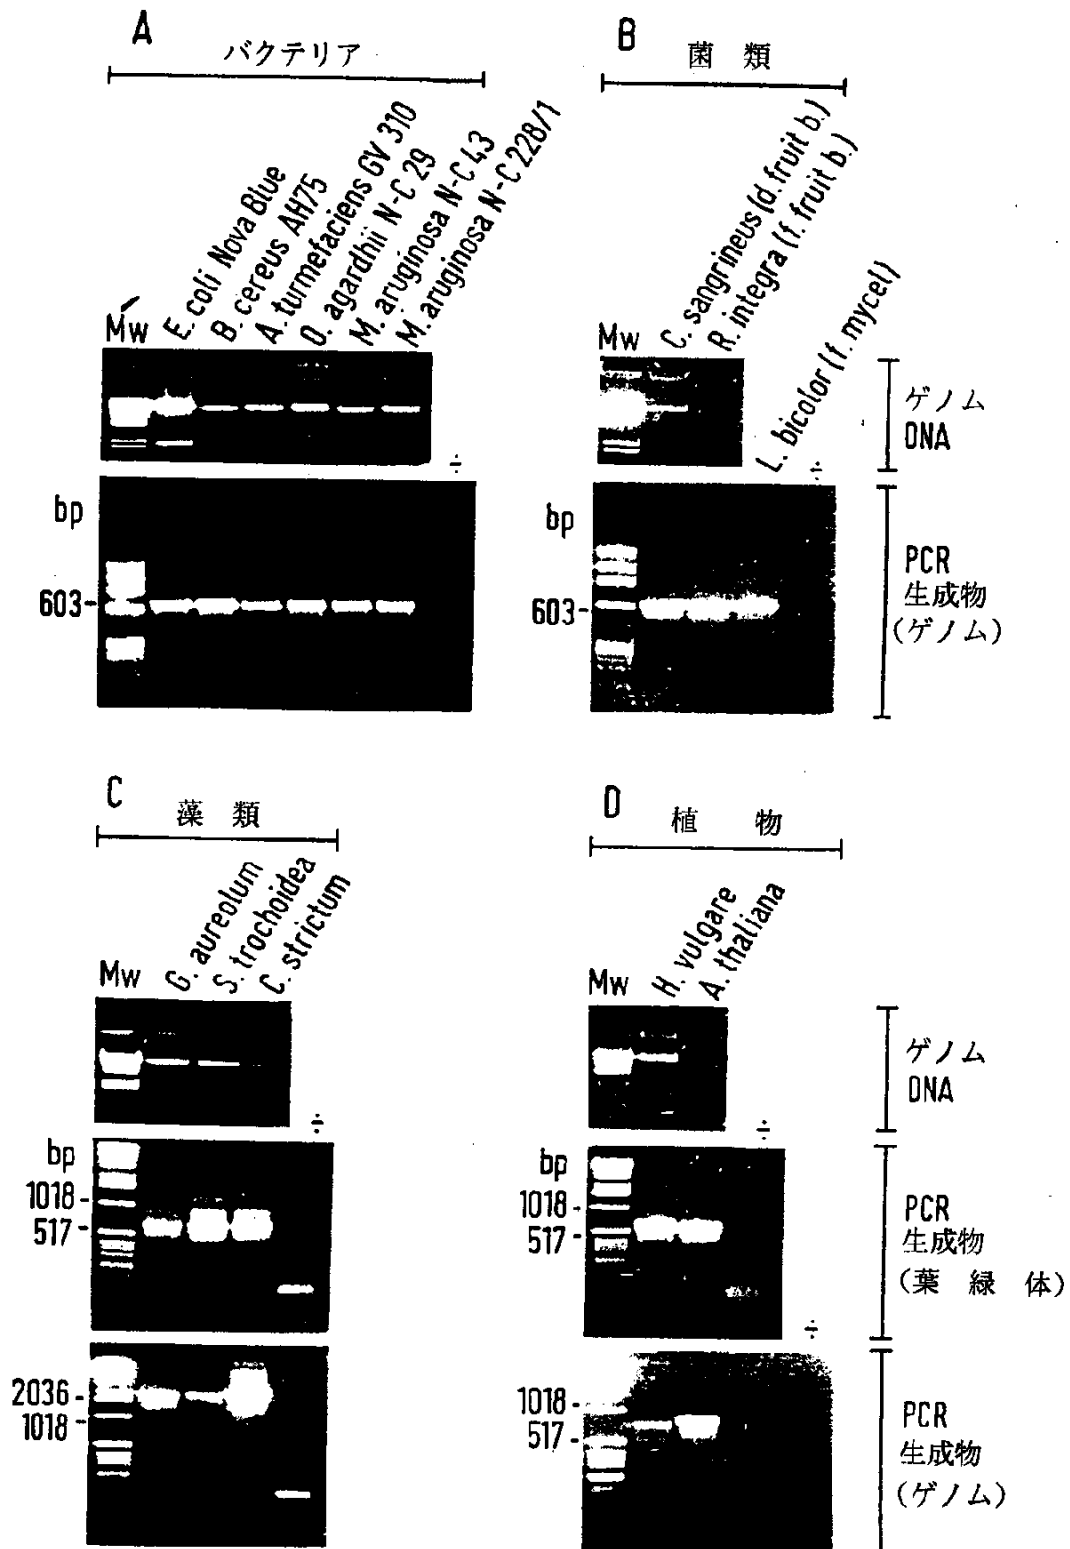 A
バクテリア
Mw
E. coli Nova Blue
B. cereus AH75
A. turmefaciens GV 310
O. agardhii N-C 29
M. aruginosa N-C 43
M. aruginosa N-C 228/1
÷
bp
603-
B
菌 類
Mw
C. sangrineus (d. fruit b.)
R. integra (f. fruit b.)
L. bicolor (f. mycel)
÷
ゲノム
DNA
bp
603-
PCR
生成物
(ゲノム)
C
藻 類
Mw
G. aureolum
S. trochoidea
C. strictum
÷
bp
1018-
517-
2036-
1018-
D
植 物
Mw
H. vulgare
A. thaliana
÷
ゲノム
DNA
bp
1018-
517-
PCR
生成物
(葉 緑 体)
÷
1018-
517-
PCR
生成物
(ゲノム)